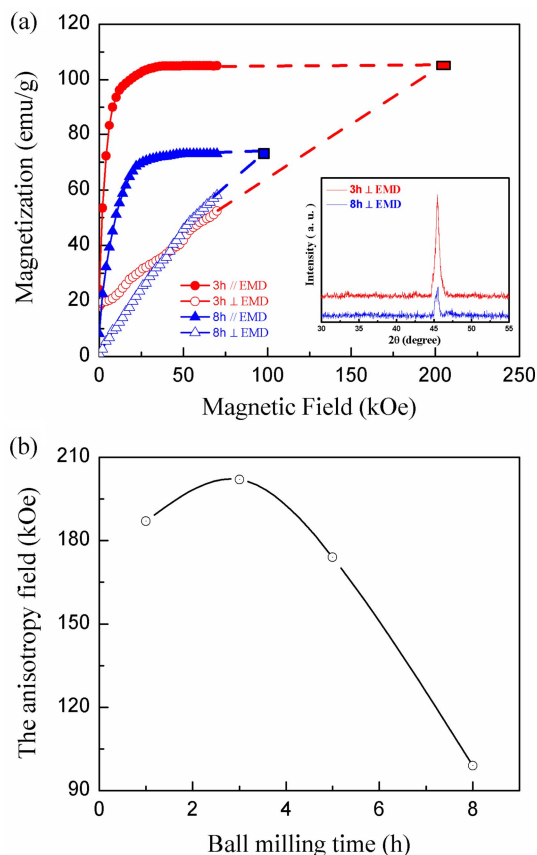 (a)
Magnetization (emu/g)
120
100
80
60
40
20
0
3h // EMD
3h ⊥ EMD
8h // EMD
8h ⊥ EMD
3h ⊥ EMD
8h ⊥ EMD
Intensity ( a. u. )
30 35 40 45 50 55
2θ (degree)
0 50 100 150 200 250
Magnetic Field (kOe)
(b)
The anisotropy field (kOe)
210
180
150
120
90
0 2 4 6 8
Ball milling time (h)